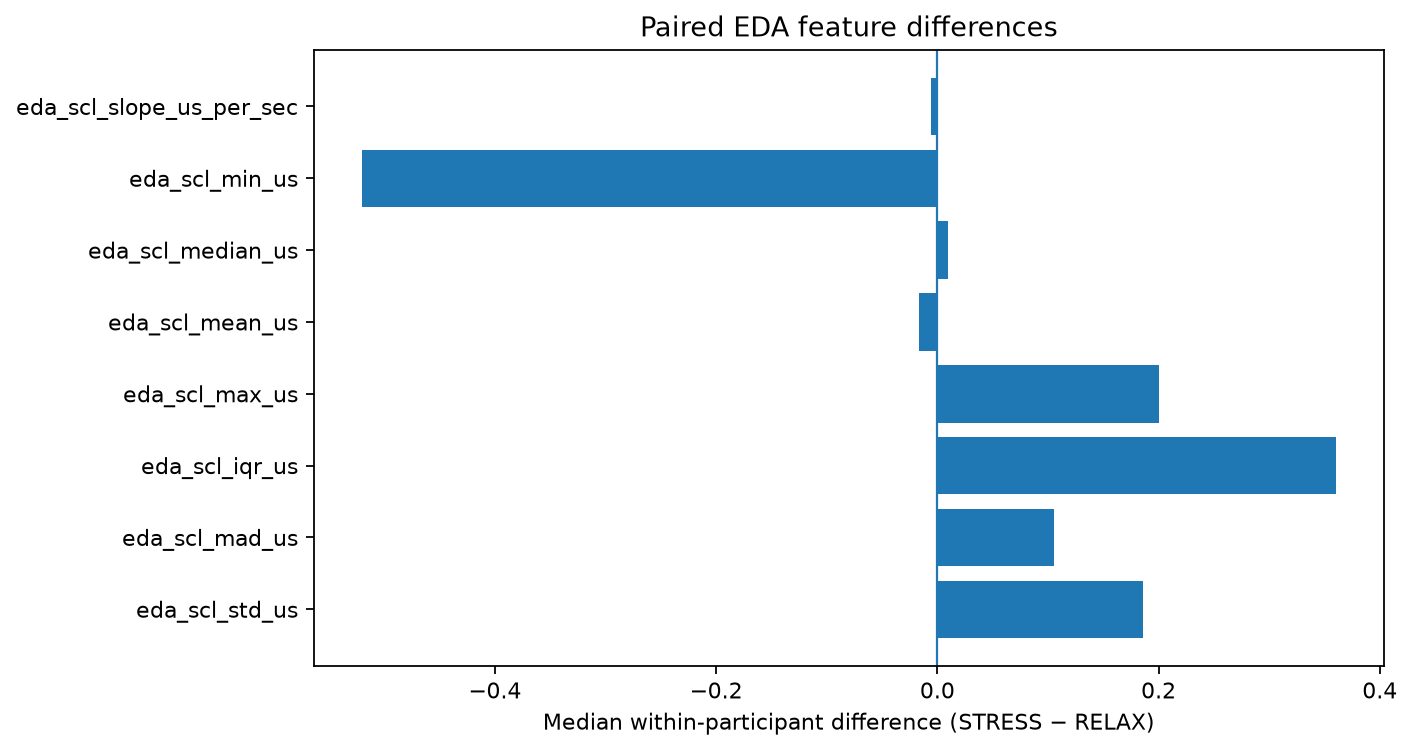 Paired EDA feature differences
eda_scl_slope_us_per_sec
eda_scl_min_us
eda_scl_median_us
eda_scl_mean_us
eda_scl_max_us
eda_scl_iqr_us
eda_scl_mad_us
eda_scl_std_us
−0.4 −0.2 0.0 0.2 0.4
Median within-participant difference (STRESS − RELAX)